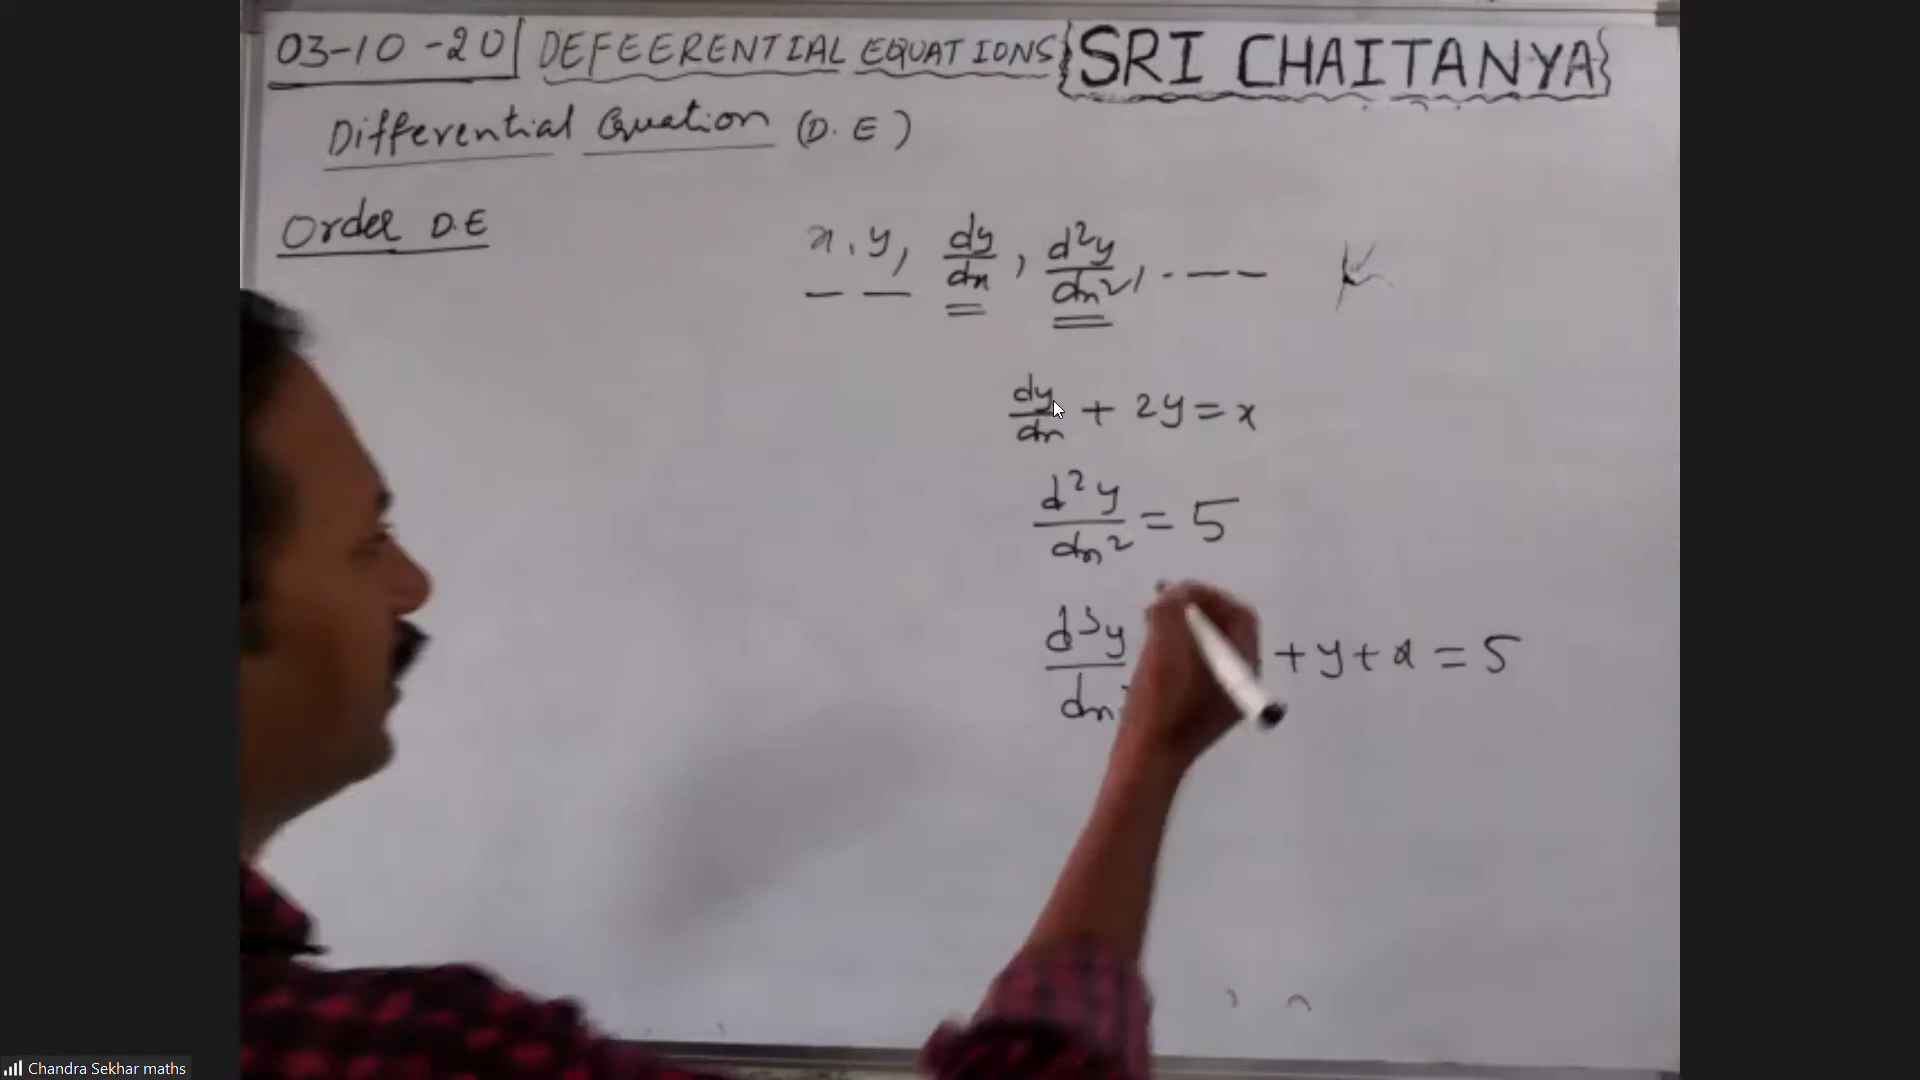 03-10-20 DEFEERENTIAL EQUATIONS {SRI CHAITANYA}
Differential Equation (D.E)
Order D.E
x, y, dy/dx, d²y/dx², ----
dy/dx + 2y = x
d²y/dx² = 5
d³y/dx + y + x = 5
Chandra Sekhar maths